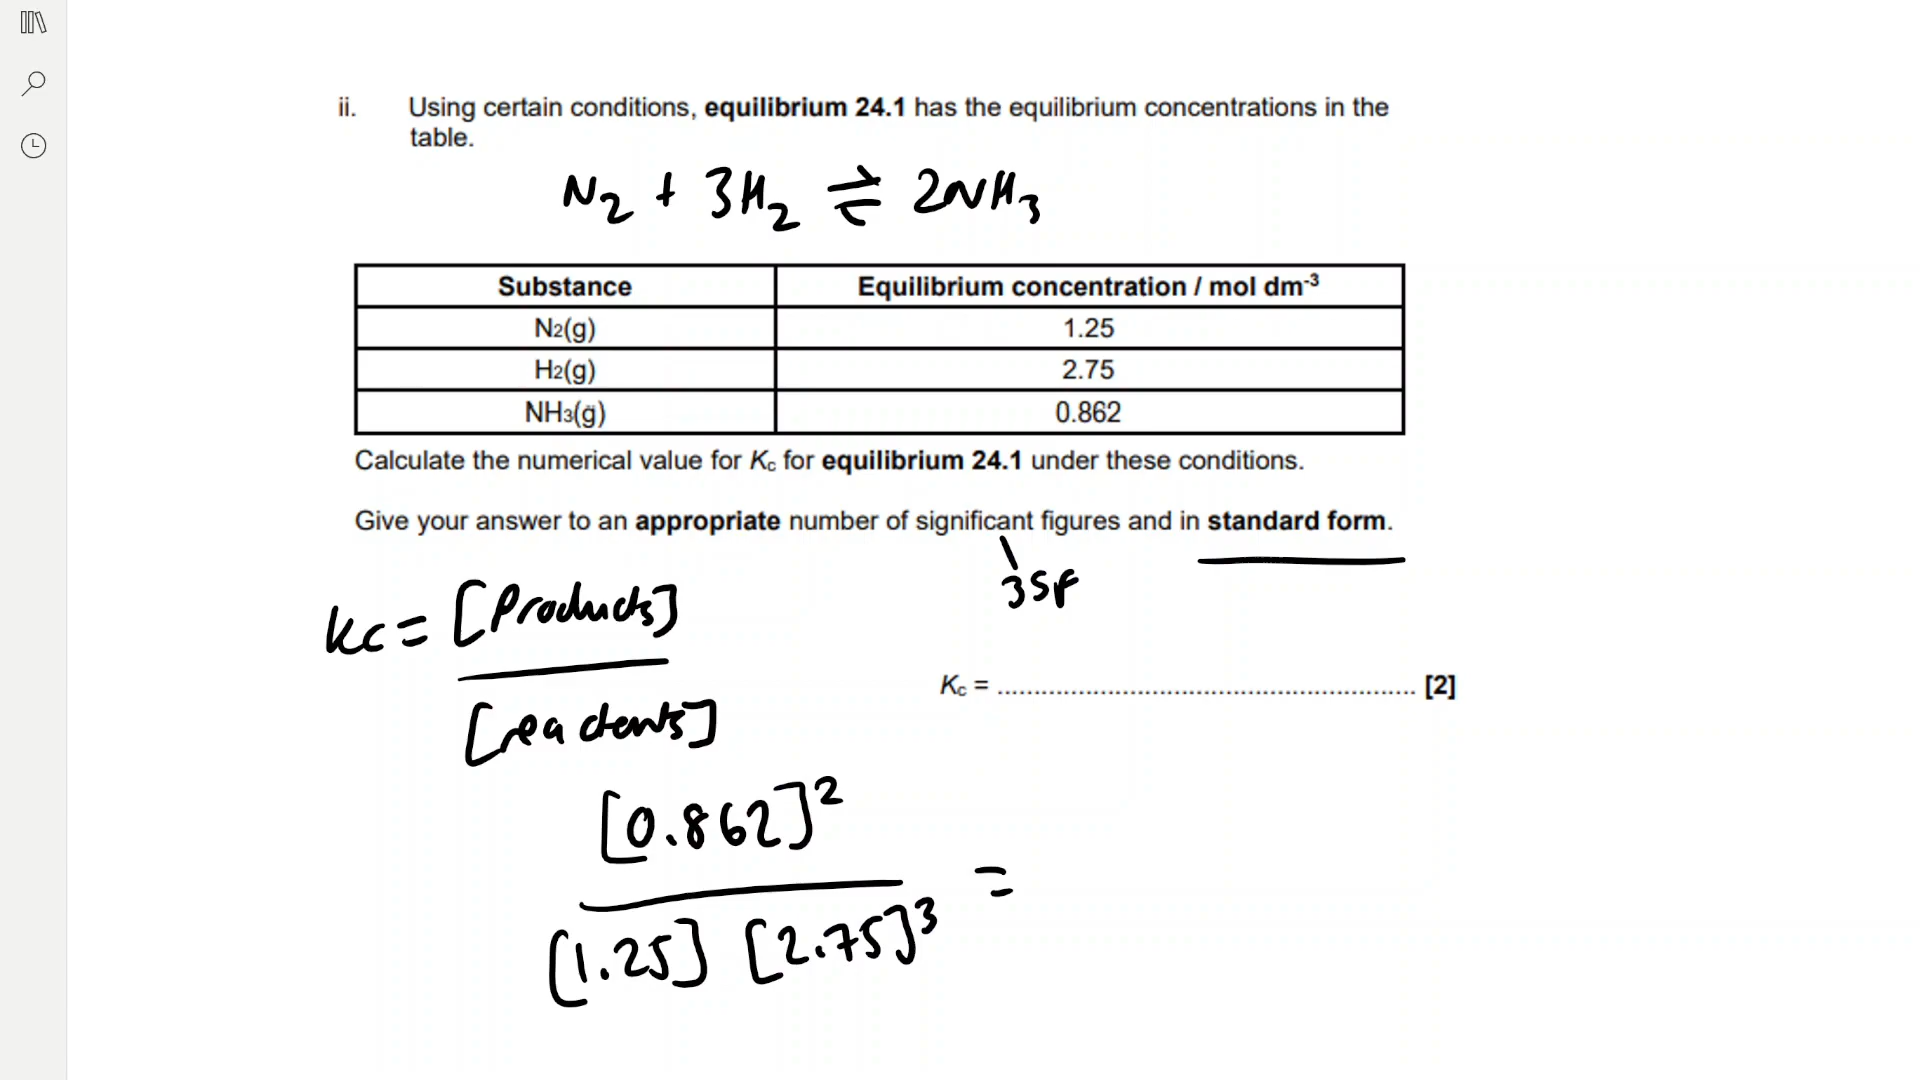 ii. Using certain conditions, equilibrium 24.1 has the equilibrium concentrations in the
table.
N₂ + 3H₂ ⇌ 2NH₃
Substance Equilibrium concentration / mol dm⁻³
N₂(g) 1.25
H₂(g) 2.75
NH₃(g) 0.862
Calculate the numerical value for Kc for equilibrium 24.1 under these conditions.
Give your answer to an appropriate number of significant figures and in standard form.
3SF
Kc = [Products]
[reactents]
Kc = ........................................................ [2]
[0.862]²
=
[1.25] [2.75]³